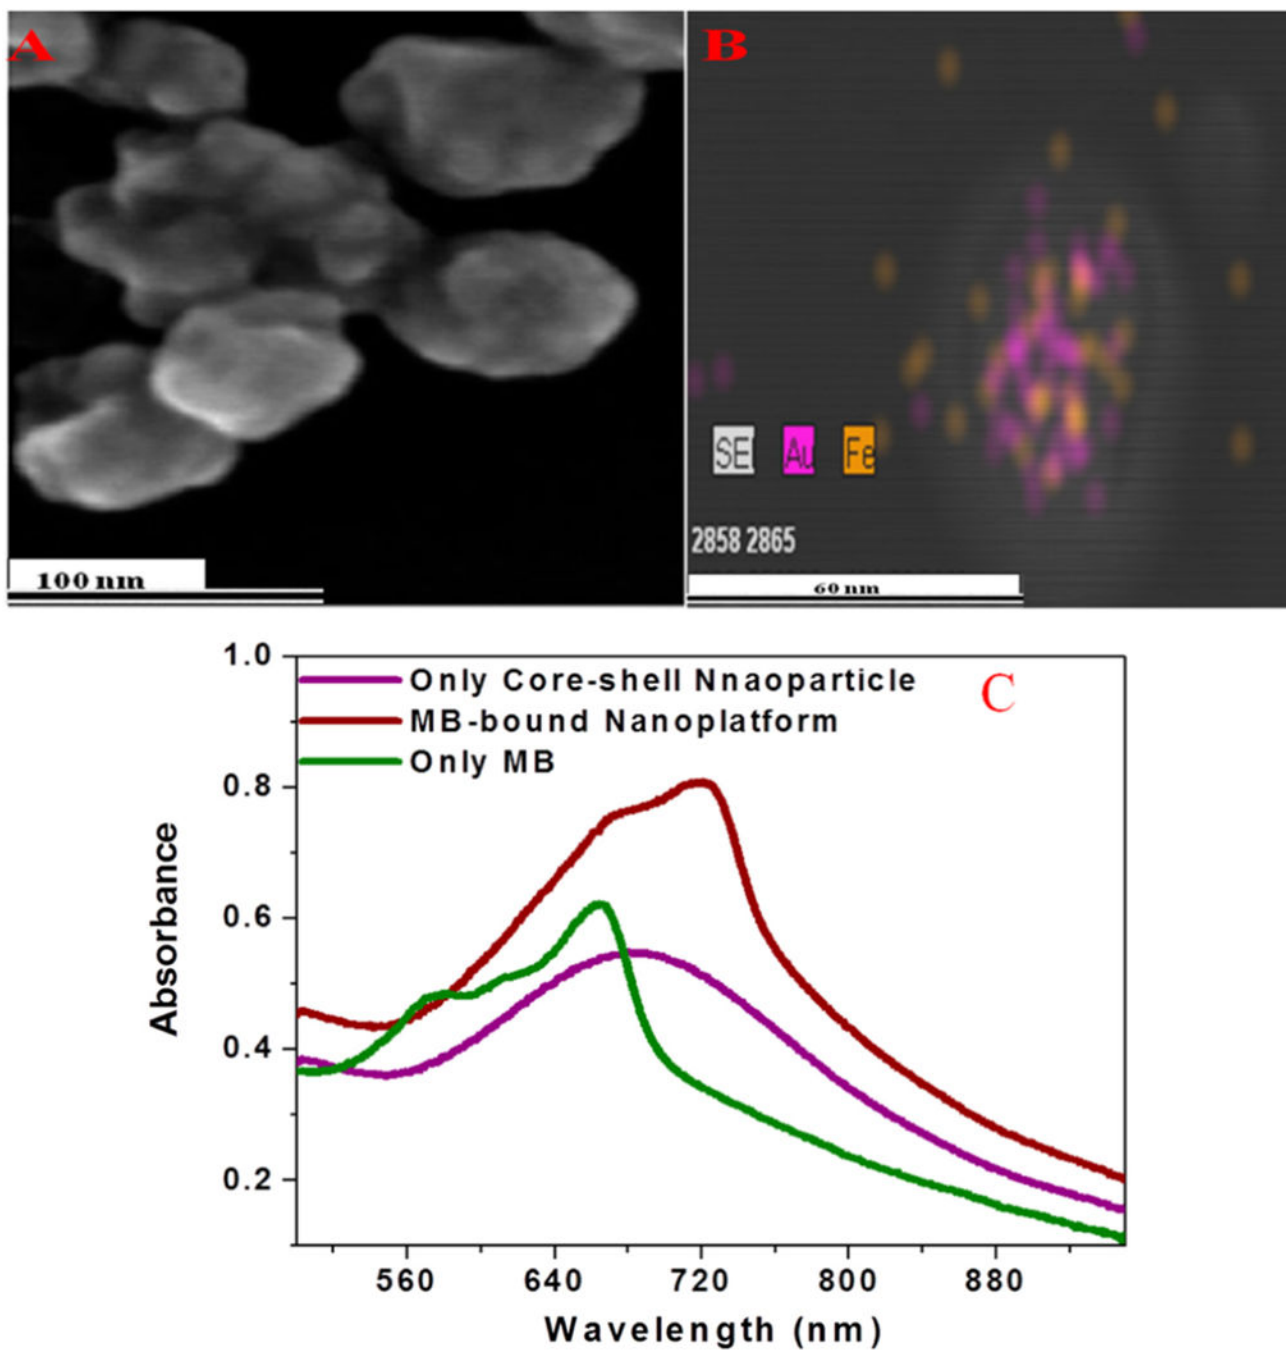 A
B
SE Au Fe
2858 2865
100 nm
60 nm
1.0
Only Core-shell Nnaoparticle
C
MB-bound Nanoplatform
Only MB
0.8
0.6
0.4
0.2
Absorbance
560 640 720 800 880
Wavelength (nm)